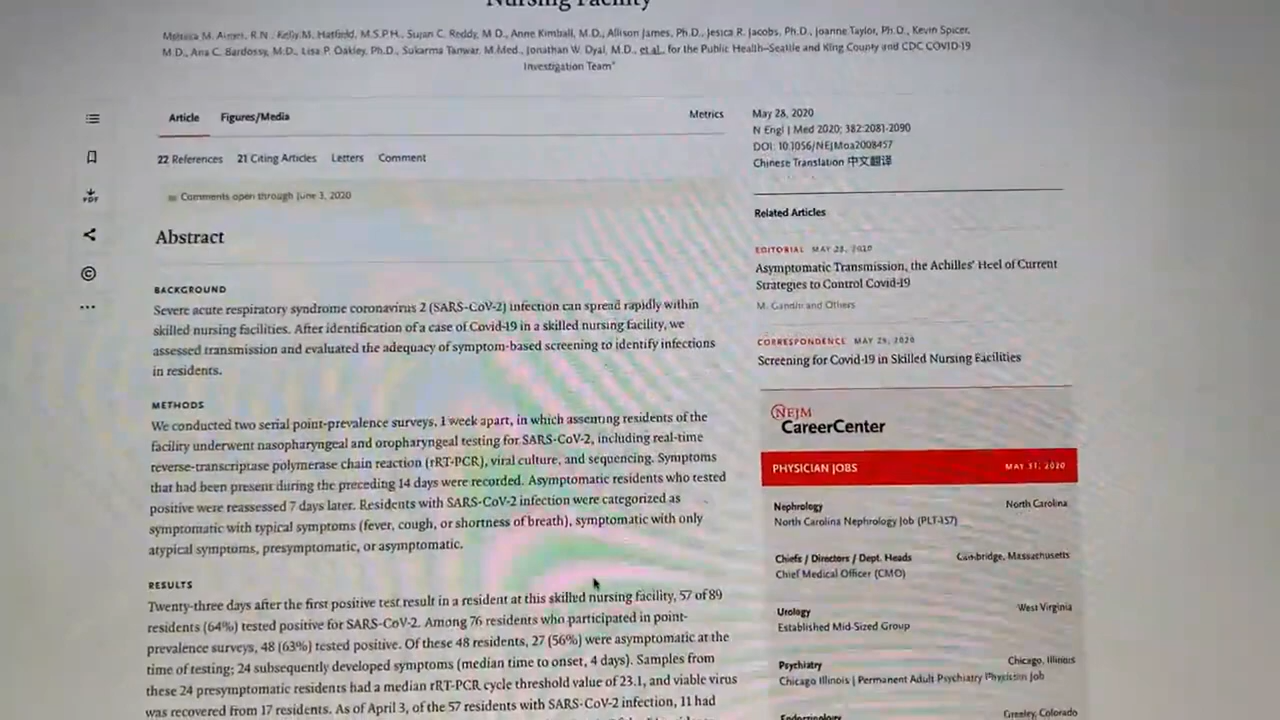 Nursing Facility
Melissa M. Arons, R.N., Kelly M. Hatfield, M.S.P.H., Sujan C. Reddy, M.D., Anne Kimball, M.D., Allison James, Ph.D., Jesica R. Jacobs, Ph.D., Joanne Taylor, Ph.D., Kevin Spicer,
M.D., Ana C. Bardossy, M.D., Lisa P. Oakley, Ph.D., Sukarma Tanwar, M.Med., Jonathan W. Dyal, M.D., et al., for the Public Health–Seattle and King County and CDC COVID-19
Investigation Team*
Article Figures/Media
Metrics
22 References 21 Citing Articles Letters Comment
Comments open through June 3, 2020
PDF
Abstract
BACKGROUND
Severe acute respiratory syndrome coronavirus 2 (SARS-CoV-2) infection can spread rapidly within
skilled nursing facilities. After identification of a case of Covid-19 in a skilled nursing facility, we
assessed transmission and evaluated the adequacy of symptom-based screening to identify infections
in residents.
METHODS
We conducted two serial point-prevalence surveys, 1 week apart, in which assenting residents of the
facility underwent nasopharyngeal and oropharyngeal testing for SARS-CoV-2, including real-time
reverse-transcriptase polymerase chain reaction (rRT-PCR), viral culture, and sequencing. Symptoms
that had been present during the preceding 14 days were recorded. Asymptomatic residents who tested
positive were reassessed 7 days later. Residents with SARS-CoV-2 infection were categorized as
symptomatic with typical symptoms (fever, cough, or shortness of breath), symptomatic with only
atypical symptoms, presymptomatic, or asymptomatic.
RESULTS
Twenty-three days after the first positive test result in a resident at this skilled nursing facility, 57 of 89
residents (64%) tested positive for SARS-CoV-2. Among 76 residents who participated in point-
prevalence surveys, 48 (63%) tested positive. Of these 48 residents, 27 (56%) were asymptomatic at the
time of testing; 24 subsequently developed symptoms (median time to onset, 4 days). Samples from
these 24 presymptomatic residents had a median rRT-PCR cycle threshold value of 23.1, and viable virus
was recovered from 17 residents. As of April 3, of the 57 residents with SARS-CoV-2 infection, 11 had
May 28, 2020
N Engl J Med 2020; 382:2081-2090
DOI: 10.1056/NEJMoa2008457
Chinese Translation 中文翻译
Related Articles
EDITORIAL MAY 28, 2020
Asymptomatic Transmission, the Achilles' Heel of Current
Strategies to Control Covid-19
M. Gandhi and Others
CORRESPONDENCE MAY 29, 2020
Screening for Covid-19 in Skilled Nursing Facilities
NEJM
CareerCenter
PHYSICIAN JOBS MAY 31, 2020
Nephrology North Carolina
North Carolina Nephrology Job (PLT-157)
Chiefs / Directors / Dept. Heads Cambridge, Massachusetts
Chief Medical Officer (CMO)
Urology West Virginia
Established Mid-Sized Group
Psychiatry Chicago, Illinois
Chicago Illinois | Permanent Adult Psychiatry Physician Job
Endocrinology Greeley, Colorado